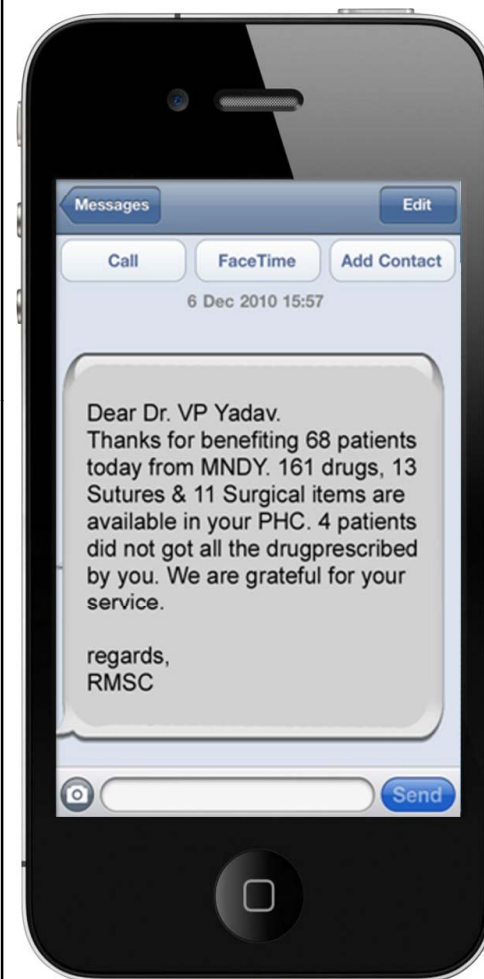 Messages
Edit
Call
FaceTime
Add Contact
6 Dec 2010 15:57
Dear Dr. VP Yadav.
Thanks for benefiting 68 patients
today from MNDY. 161 drugs, 13
Sutures & 11 Surgical items are
available in your PHC. 4 patients
did not got all the drugprescribed
by you. We are grateful for your
service.
regards,
RMSC
Send